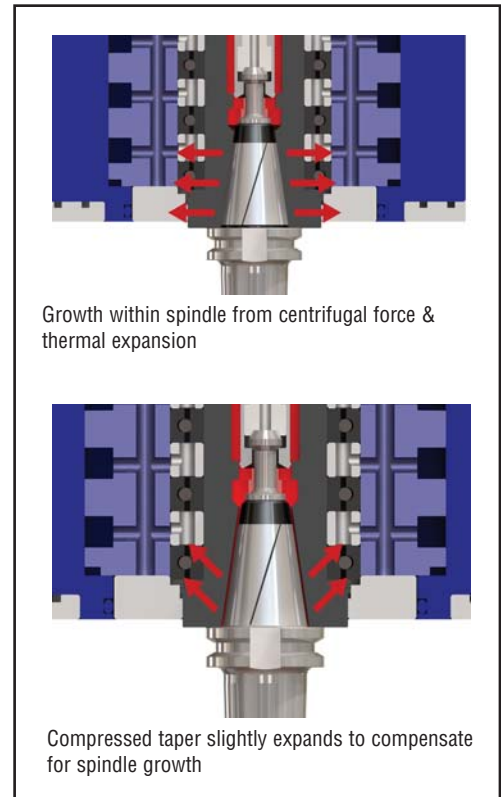 Growth within spindle from centrifugal force &
thermal expansion
Compressed taper slightly expands to compensate
for spindle growth